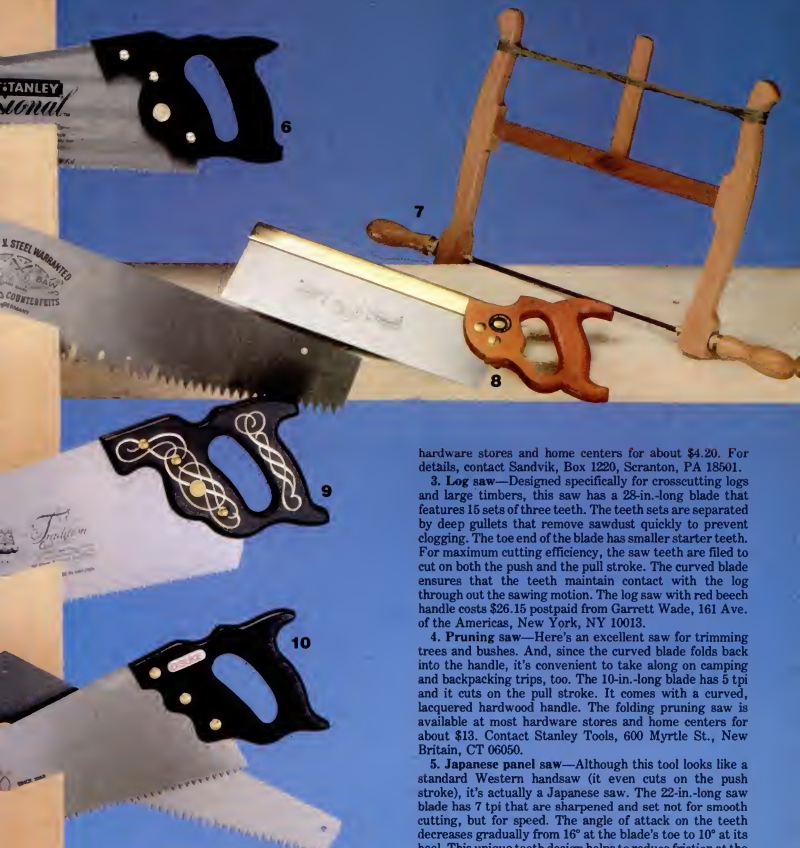 STANLEY
6
7
STEEL WARRANTED
SAW
COUNTERFEITS
8
9
Tradition
10
SINCE
hardware stores and home centers for about $4.20. For
details, contact Sandvik, Box 1220, Scranton, PA 18501.
3. Log saw—Designed specifically for crosscutting logs
and large timbers, this saw has a 28-in.-long blade that
features 15 sets of three teeth. The teeth sets are separated
by deep gullets that remove sawdust quickly to prevent
clogging. The toe end of the blade has smaller starter teeth.
For maximum cutting efficiency, the saw teeth are filed to
cut on both the push and the pull stroke. The curved blade
ensures that the teeth maintain contact with the log
through out the sawing motion. The log saw with red beech
handle costs $26.15 postpaid from Garrett Wade, 161 Ave.
of the Americas, New York, NY 10013.
4. Pruning saw—Here's an excellent saw for trimming
trees and bushes. And, since the curved blade folds back
into the handle, it's convenient to take along on camping
and backpacking trips, too. The 10-in.-long blade has 5 tpi
and it cuts on the pull stroke. It comes with a curved,
lacquered hardwood handle. The folding pruning saw is
available at most hardware stores and home centers for
about $13. Contact Stanley Tools, 600 Myrtle St., New
Britain, CT 06050.
5. Japanese panel saw—Although this tool looks like a
standard Western handsaw (it even cuts on the push
stroke), it's actually a Japanese saw. The 22-in.-long saw
blade has 7 tpi that are sharpened and set not for smooth
cutting, but for speed. The angle of attack on the teeth
decreases gradually from 16° at the blade's toe to 10° at its
heel. This unique tooth design helps to reduce friction at the